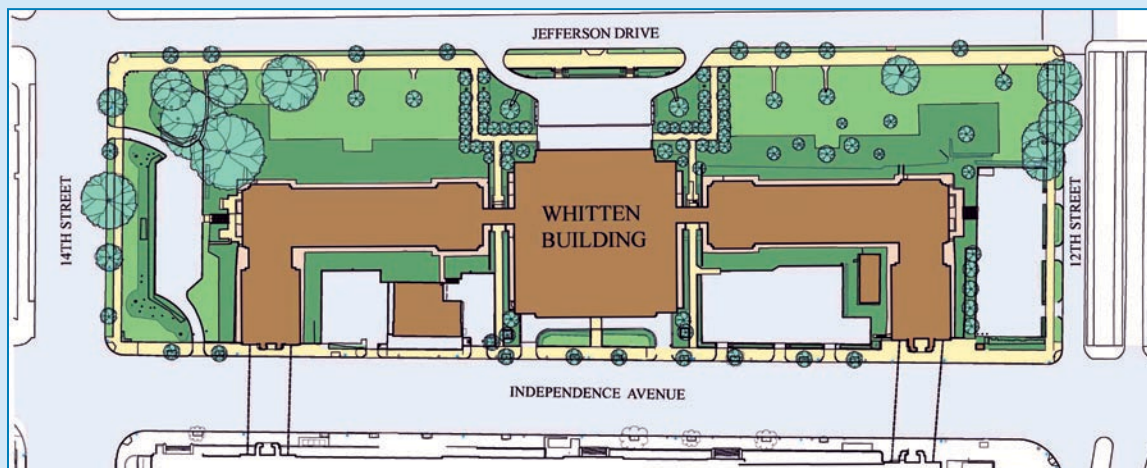 JEFFERSON DRIVE
14TH STREET
WHITTEN
BUILDING
12TH STREET
INDEPENDENCE AVENUE